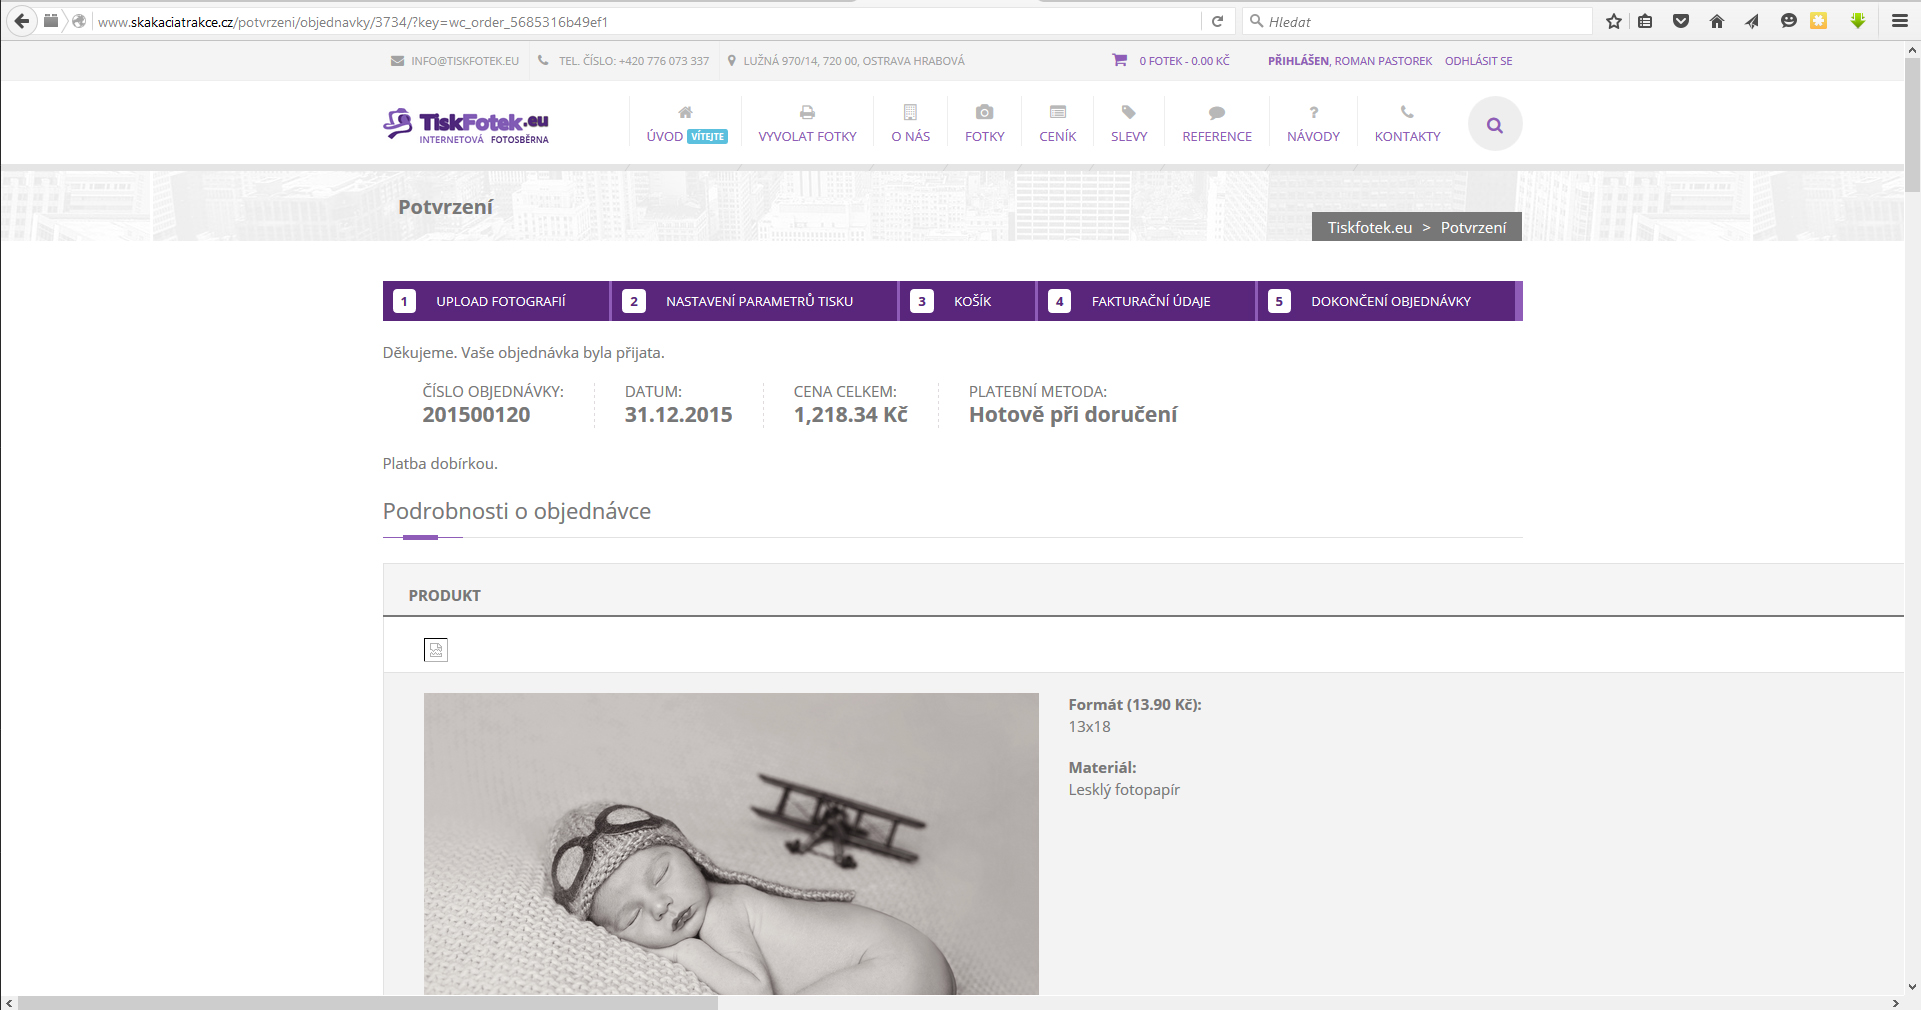 www.skakaciatrakce.cz/potvrzeni/objednavky/3734/?key=wc_order_5685316b49ef1
Hledat
INFO@TISKFOTEK.EU
TEL. ČÍSLO: +420 776 073 337
LUŽNÁ 970/14, 720 00, OSTRAVA HRABOVÁ
0 FOTEK - 0.00 KČ
PŘIHLÁŠEN, ROMAN PASTOREK
ODHLÁSIT SE
TiskFotek.eu
INTERNETOVÁ FOTOSBĚRNA
ÚVOD VÍTEJTE
VYVOLAT FOTKY
O NÁS
FOTKY
CENÍK
SLEVY
REFERENCE
NÁVODY
KONTAKTY
Potvrzení
Tiskfotek.eu > Potvrzení
1 UPLOAD FOTOGRAFIÍ
2 NASTAVENÍ PARAMETRŮ TISKU
3 KOŠÍK
4 FAKTURAČNÍ ÚDAJE
5 DOKONČENÍ OBJEDNÁVKY
Děkujeme. Vaše objednávka byla přijata.
ČÍSLO OBJEDNÁVKY:
201500120
DATUM:
31.12.2015
CENA CELKEM:
1,218.34 Kč
PLATEBNÍ METODA:
Hotově při doručení
Platba dobírkou.
Podrobnosti o objednávce
PRODUKT
Formát (13.90 Kč):
13x18
Materiál:
Lesklý fotopapír